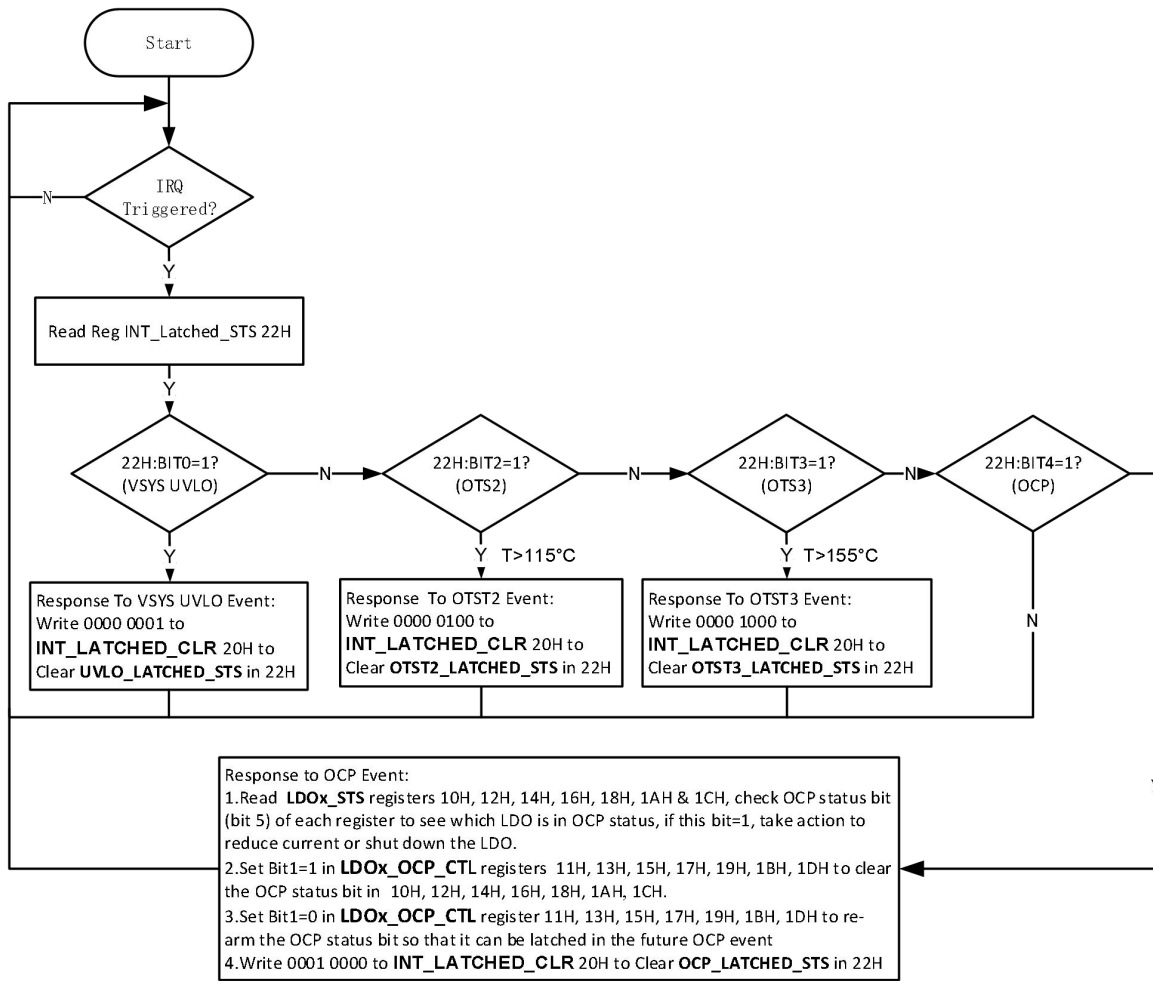 Start
IRQ
Triggered?
N
Y
Read Reg INT_Latched_STS 22H
Y
22H:BIT0=1?
(VSYS UVLO)
N
22H:BIT2=1?
(OTS2)
N
22H:BIT3=1?
(OTS3)
N
22H:BIT4=1?
(OCP)
Y
Y T>115°C
Y T>155°C
N
Response To VSYS UVLO Event:
Write 0000 0001 to
INT_LATCHED_CLR 20H to
Clear UVLO_LATCHED_STS in 22H
Response To OTST2 Event:
Write 0000 0100 to
INT_LATCHED_CLR 20H to
Clear OTST2_LATCHED_STS in 22H
Response To OTST3 Event:
Write 0000 1000 to
INT_LATCHED_CLR 20H to
Clear OTST3_LATCHED_STS in 22H
Response to OCP Event:
1.Read LDOx_STS registers 10H, 12H, 14H, 16H, 18H, 1AH & 1CH, check OCP status bit
(bit 5) of each register to see which LDO is in OCP status, if this bit=1, take action to
reduce current or shut down the LDO.
2.Set Bit1=1 in LDOx_OCP_CTL registers 11H, 13H, 15H, 17H, 19H, 1BH, 1DH to clear
the OCP status bit in 10H, 12H, 14H, 16H, 18H, 1AH, 1CH.
3.Set Bit1=0 in LDOx_OCP_CTL register 11H, 13H, 15H, 17H, 19H, 1BH, 1DH to re-
arm the OCP status bit so that it can be latched in the future OCP event
4.Write 0001 0000 to INT_LATCHED_CLR 20H to Clear OCP_LATCHED_STS in 22H